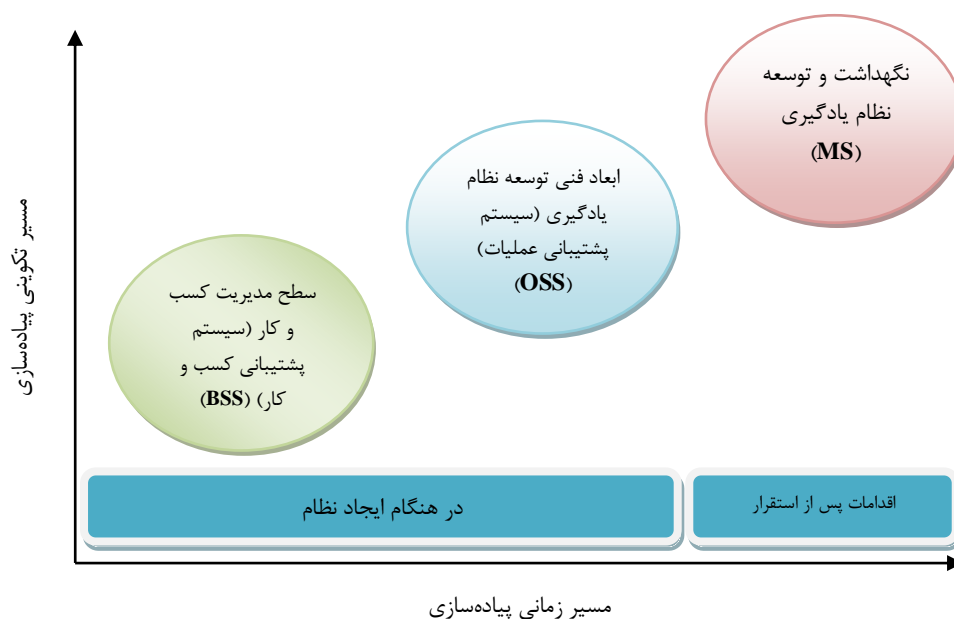 نگهداشت و توسعه
نظام یادگیری
(MS)
ابعاد فنی توسعه نظام
یادگیری (سیستم
پشتیبانی عملیات)
(OSS)
سطح مدیریت کسب
و کار (سیستم
پشتیبانی کسب و
کار) (BSS)
مسیر تکوینی پیاده‌سازی
در هنگام ایجاد نظام
اقدامات پس از استقرار
مسیر زمانی پیاده‌سازی